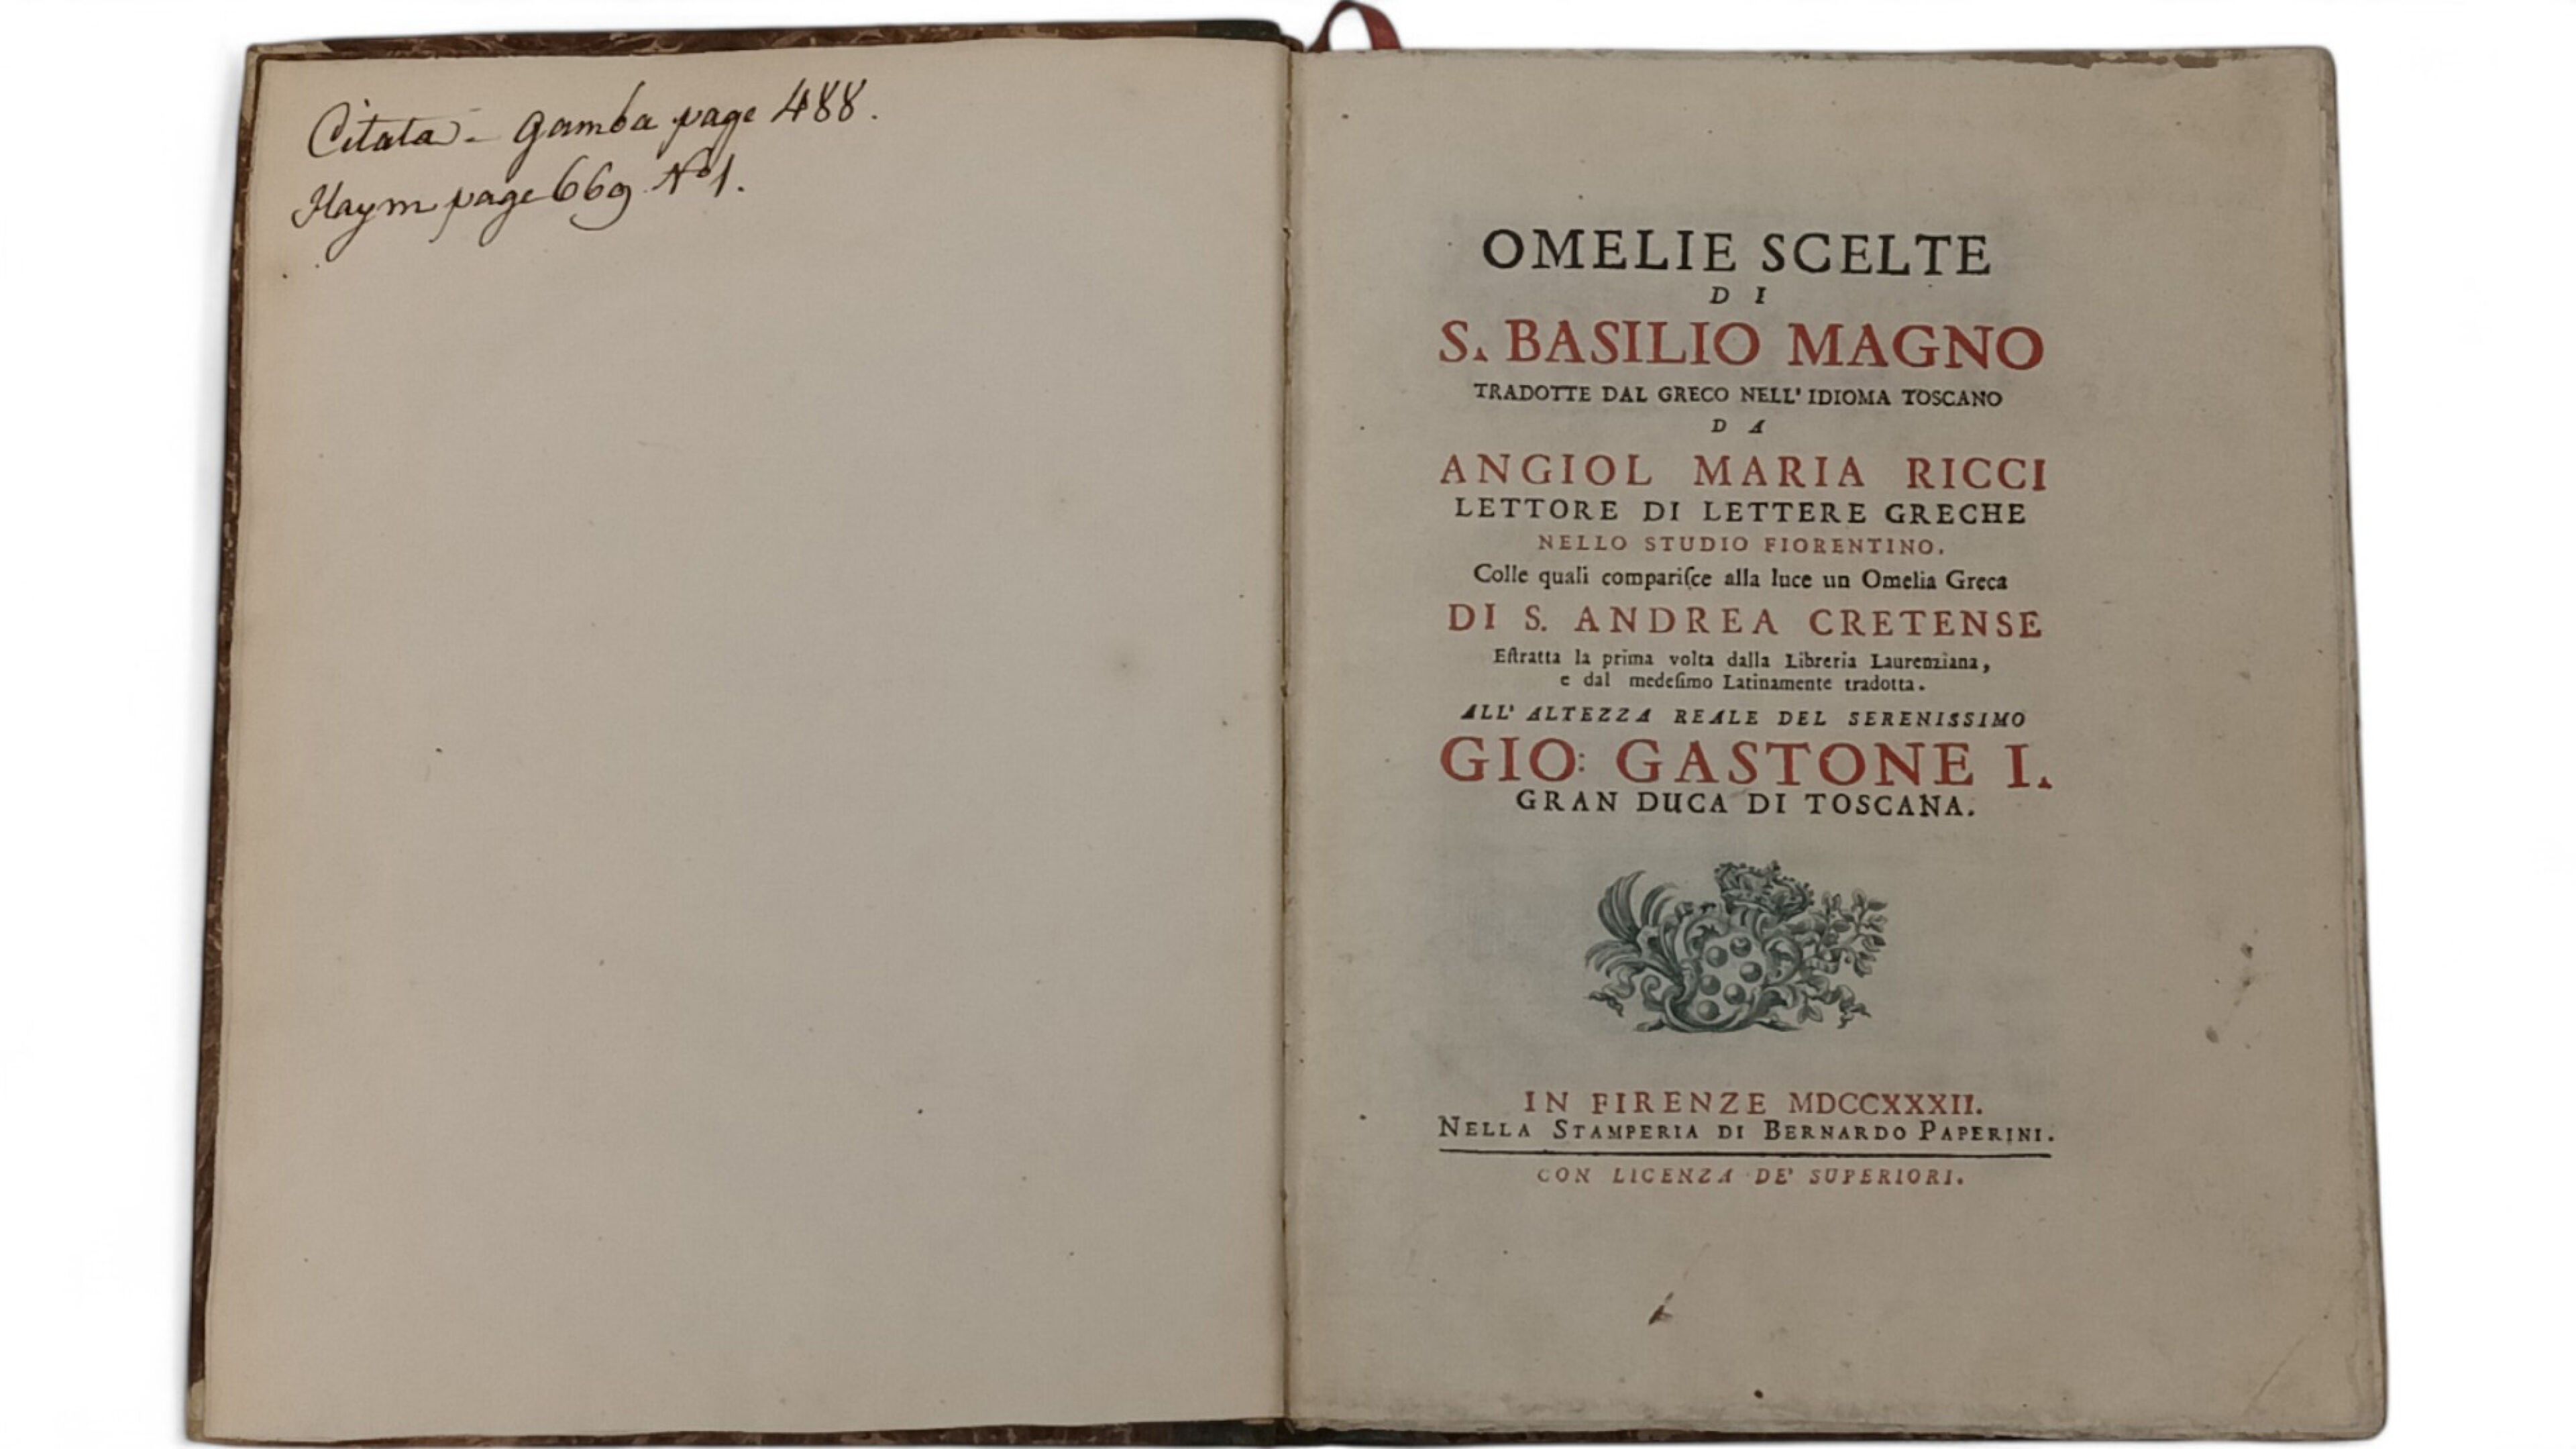 Citata - Gamba page 488.
Haym page 669 Nº1.
OMELIE SCELTE
DI
S. BASILIO MAGNO
TRADOTTE DAL GRECO NELL' IDIOMA TOSCANO
DA
ANGIOL MARIA RICCI
LETTORE DI LETTERE GRECHE
NELLO STUDIO FIORENTINO.
Colle quali compariſce alla luce un Omelia Greca
DI S. ANDREA CRETENSE
Eſtratta la prima volta dalla Libreria Laurenziana,
e dal medeſimo Latinamente tradotta.
ALL' ALTEZZA REALE DEL SERENISSIMO
GIO: GASTONE I.
GRAN DUCA DI TOSCANA.
IN FIRENZE MDCCXXXII.
NELLA STAMPERIA DI BERNARDO PAPERINI.
CON LICENZA DE' SUPERIORI.